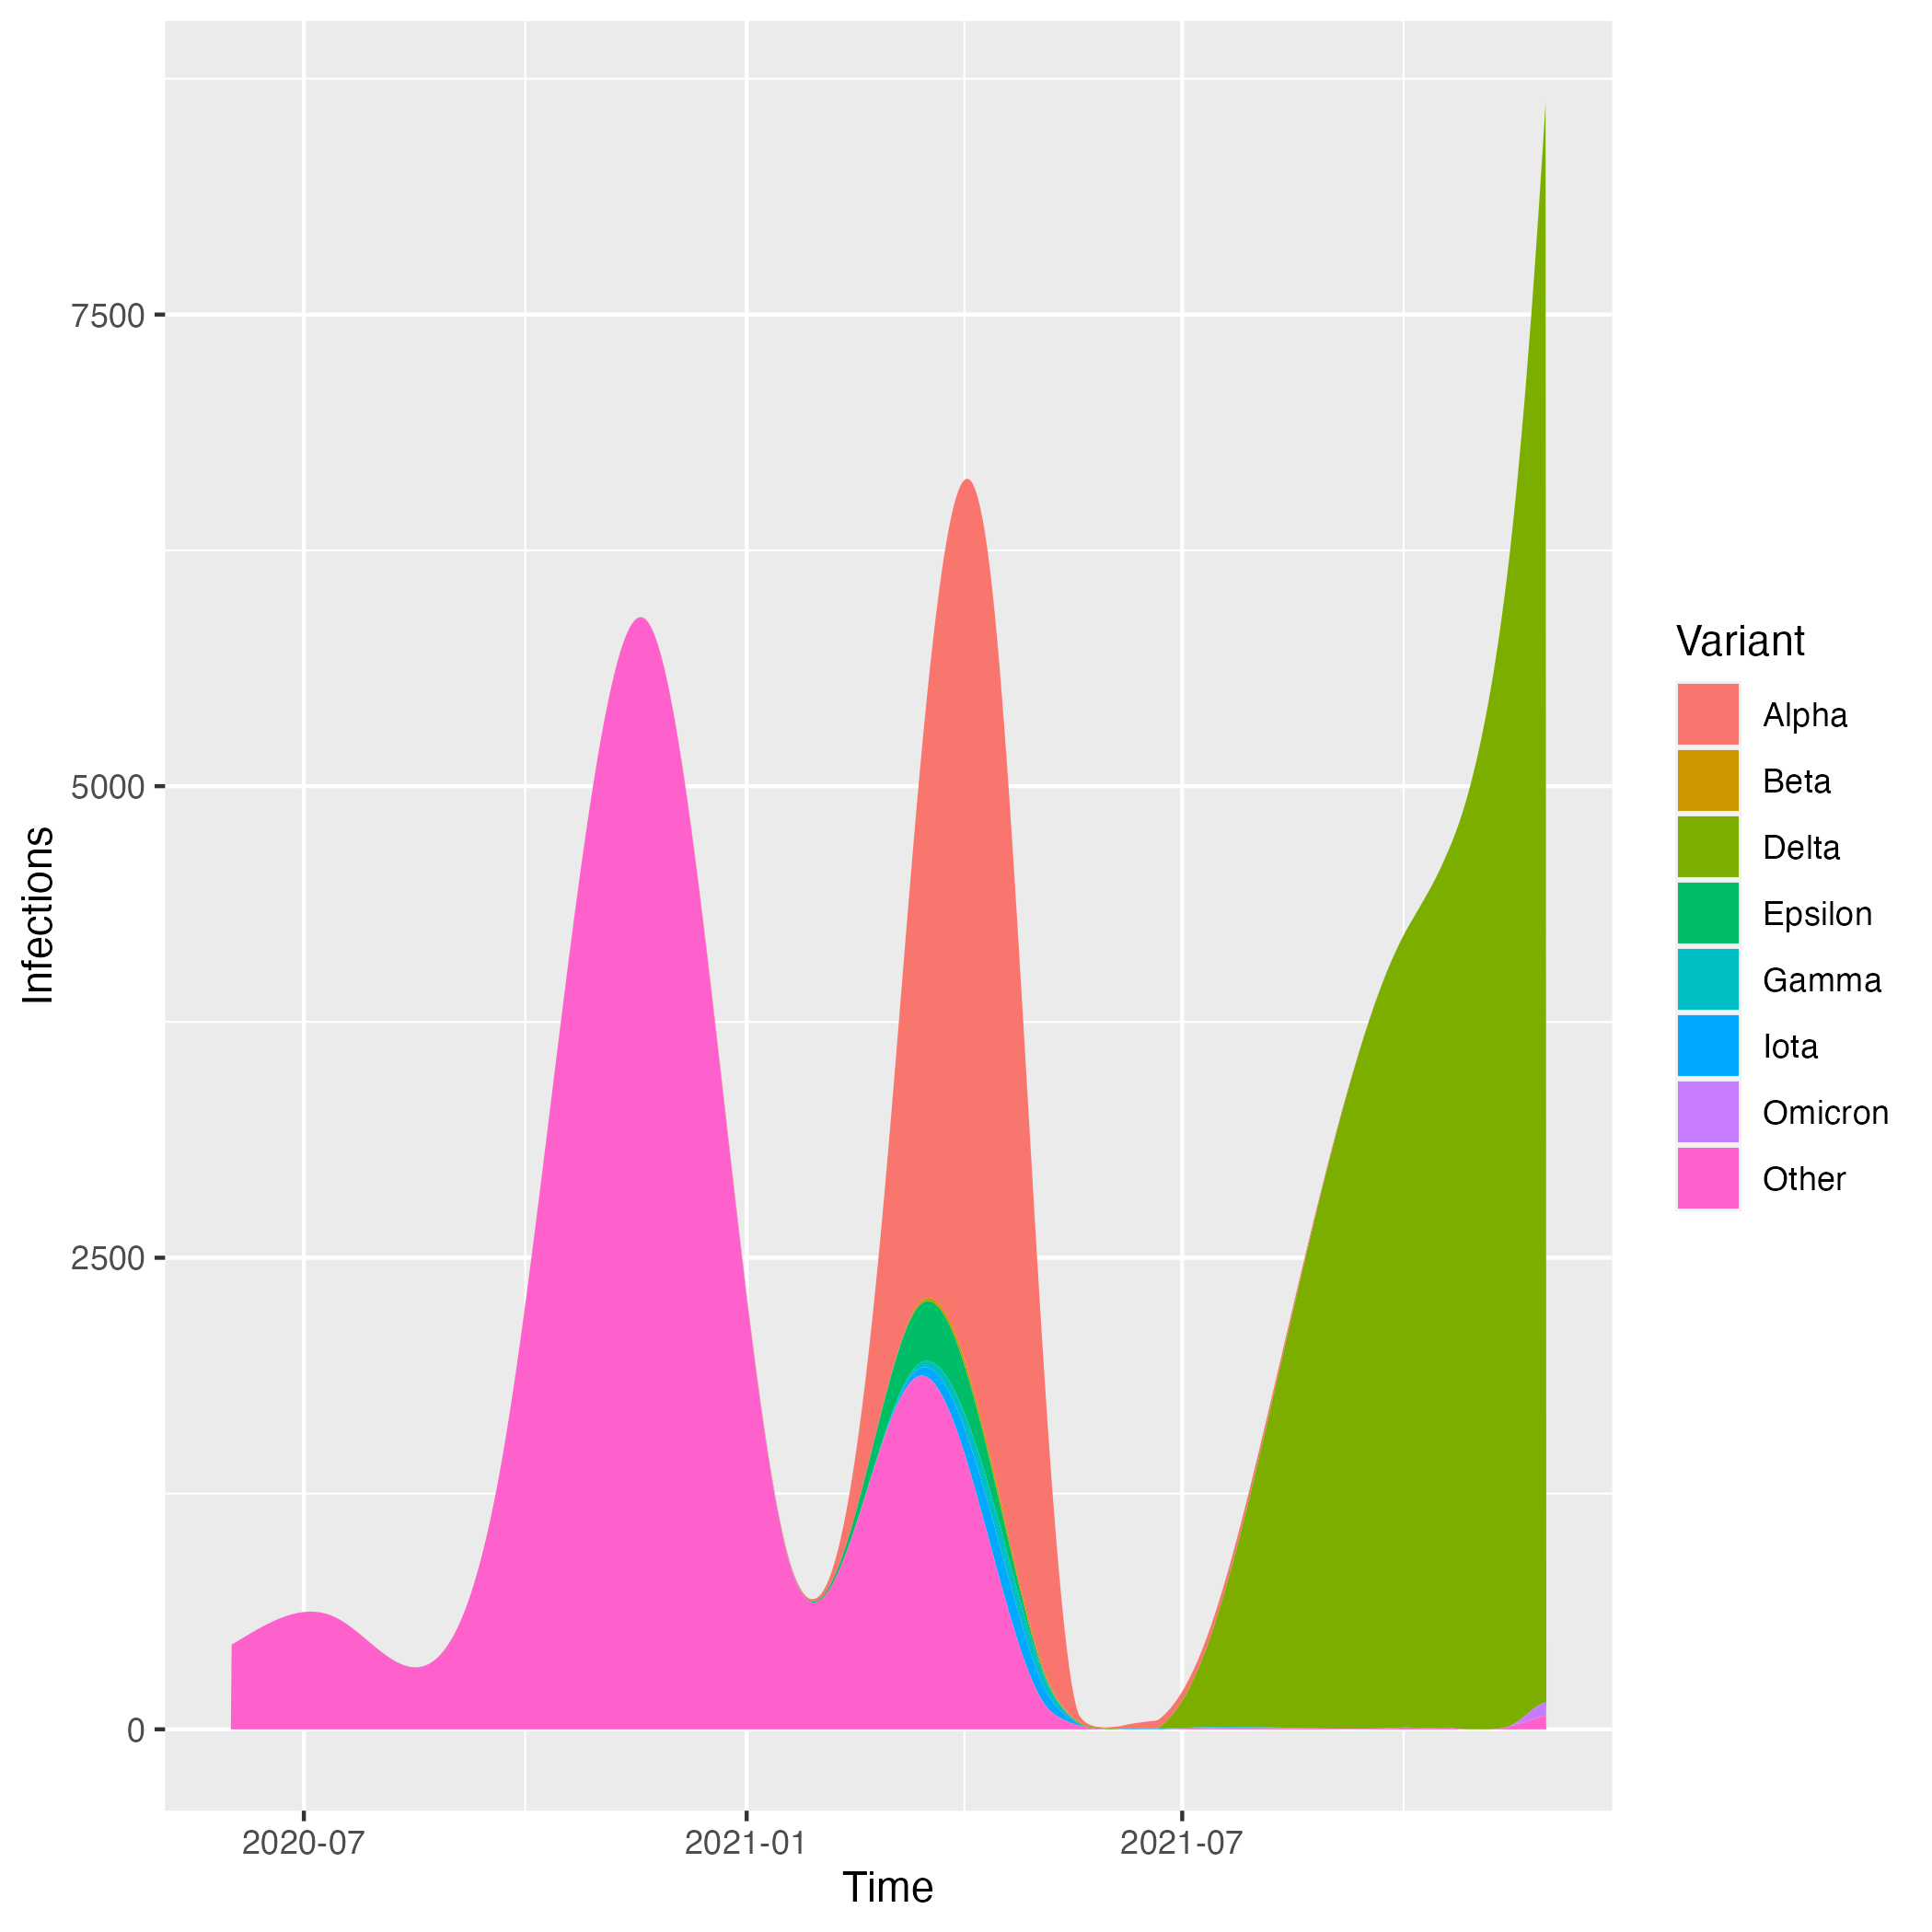 7500
5000
2500
0
Infections
2020-07
2021-01
2021-07
Time
Variant
Alpha
Beta
Delta
Epsilon
Gamma
Iota
Omicron
Other